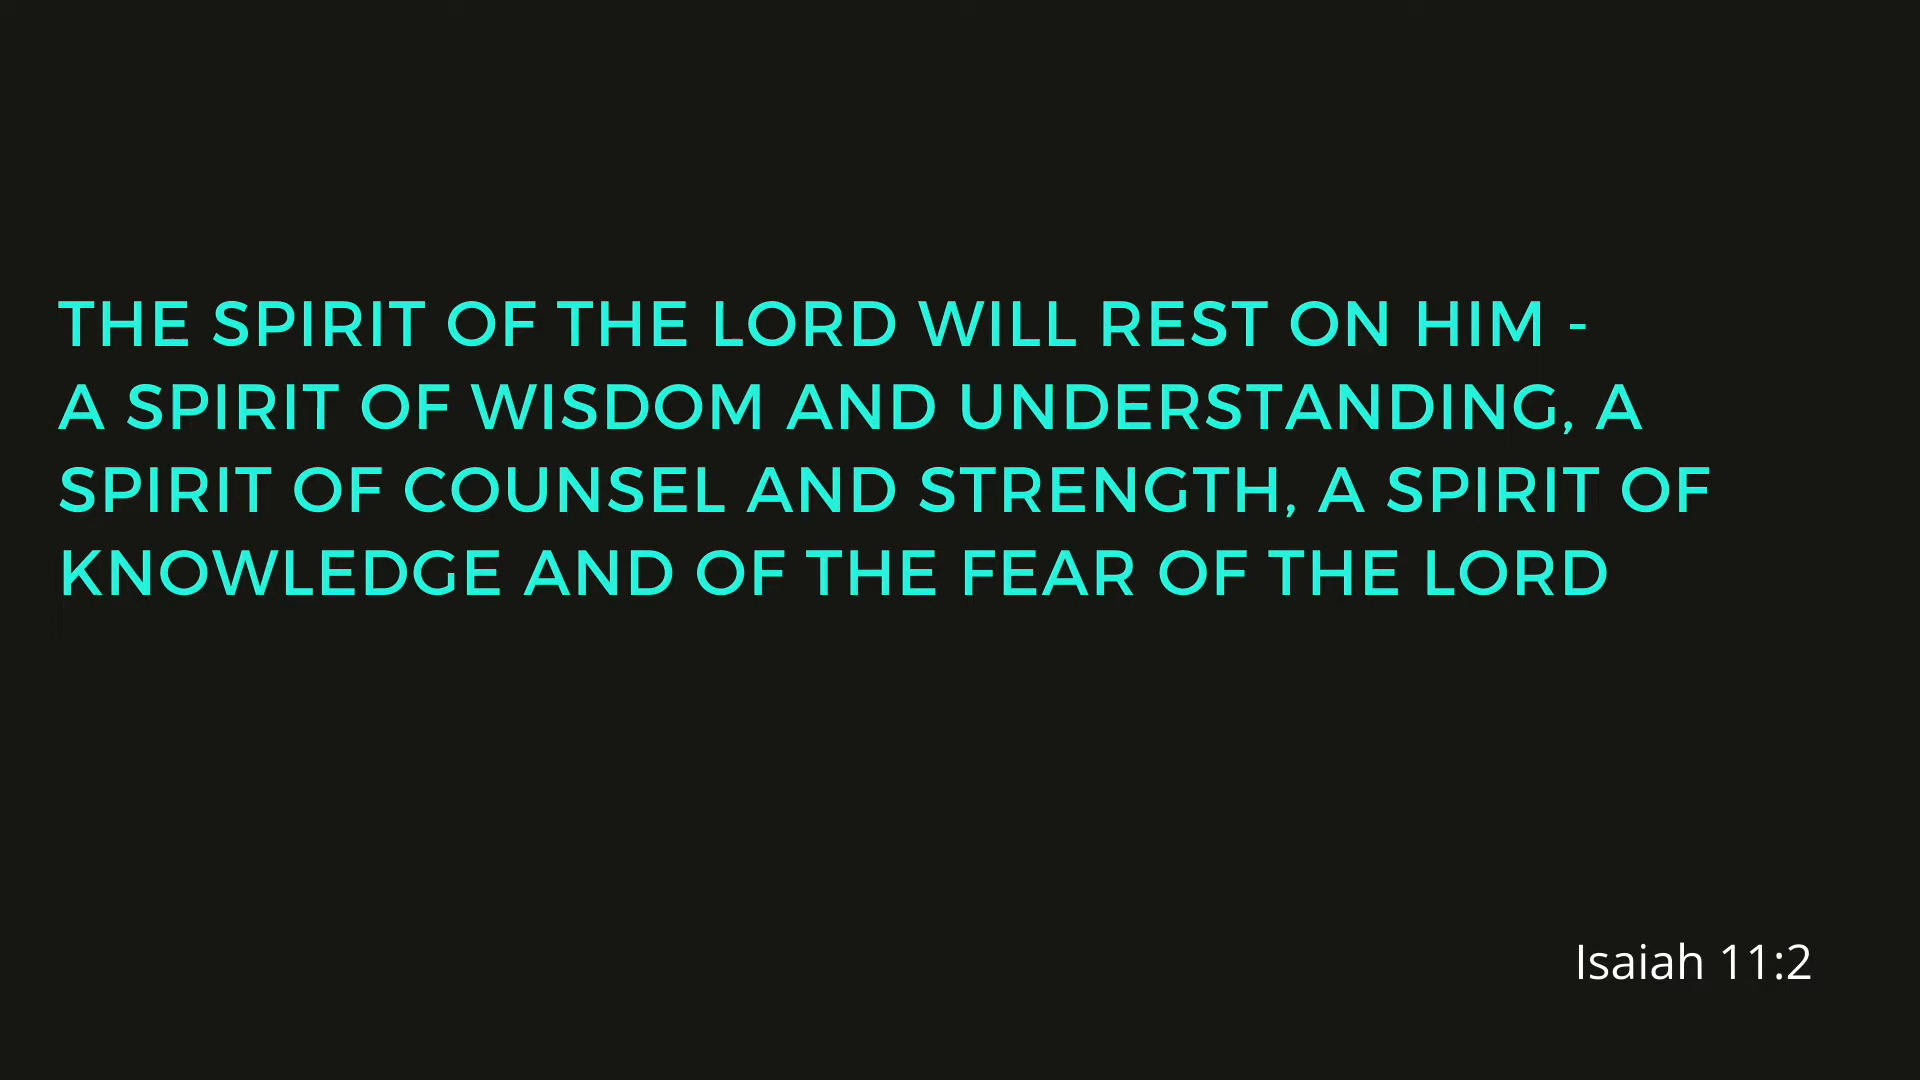 THE SPIRIT OF THE LORD WILL REST ON HIM -
A SPIRIT OF WISDOM AND UNDERSTANDING, A
SPIRIT OF COUNSEL AND STRENGTH, A SPIRIT OF
KNOWLEDGE AND OF THE FEAR OF THE LORD
Isaiah 11:2